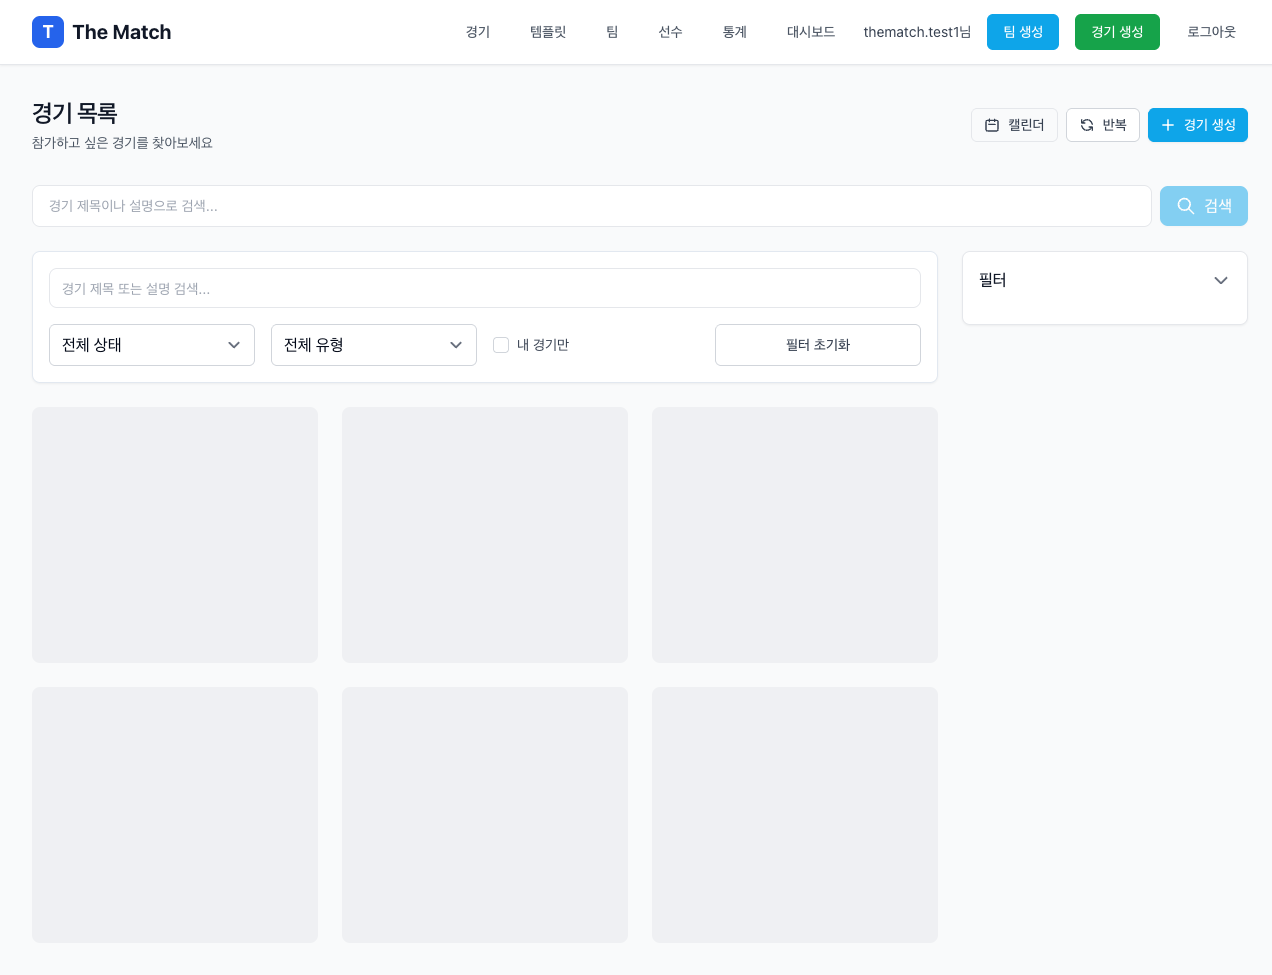 T The Match
경기 템플릿 팀 선수 통계 대시보드 thematch.test1님 팀 생성 경기 생성 로그아웃
경기 목록
참가하고 싶은 경기를 찾아보세요
캘린더 반복 경기 생성
경기 제목이나 설명으로 검색...
검색
경기 제목 또는 설명 검색...
전체 상태 전체 유형 내 경기만 필터 초기화
필터